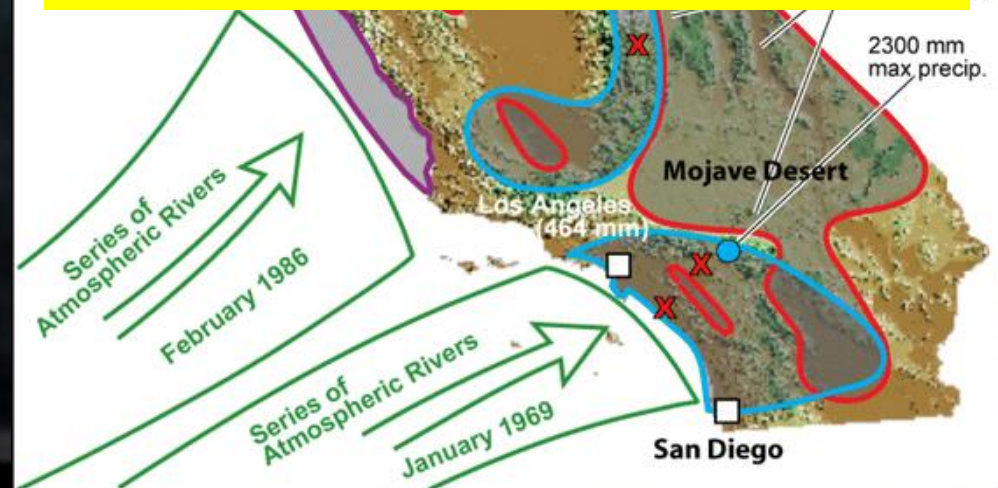 2300 mm
max precip.
Mojave Desert
Los Angeles
(464 mm)
Series of
Atmospheric Rivers
February 1986
Series of
Atmospheric Rivers
January 1969
San Diego
X
X
X